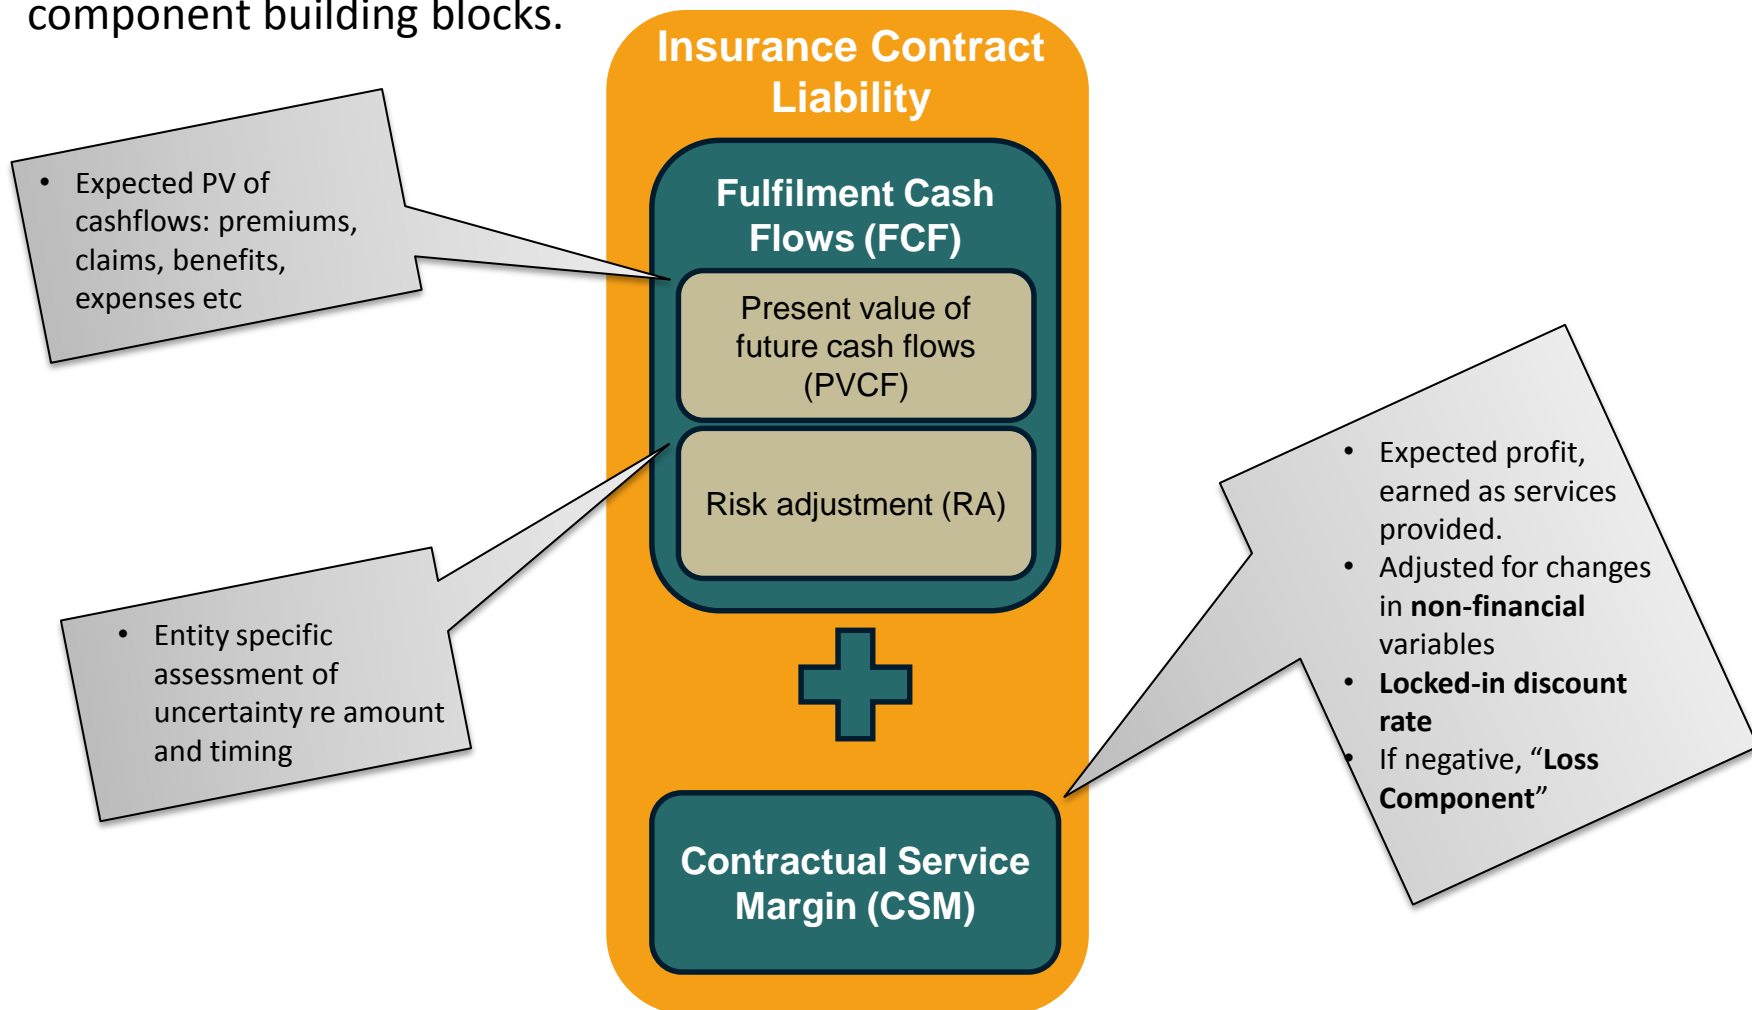 component building blocks.
Insurance Contract
Liability
• Expected PV of
cashflows: premiums,
claims, benefits,
expenses etc
Fulfilment Cash
Flows (FCF)
Present value of
future cash flows
(PVCF)
Risk adjustment (RA)
• Entity specific
assessment of
uncertainty re amount
and timing
• Expected profit,
earned as services
provided.
• Adjusted for changes
in non-financial
variables
• Locked-in discount
rate
• If negative, “Loss
Component”
Contractual Service
Margin (CSM)